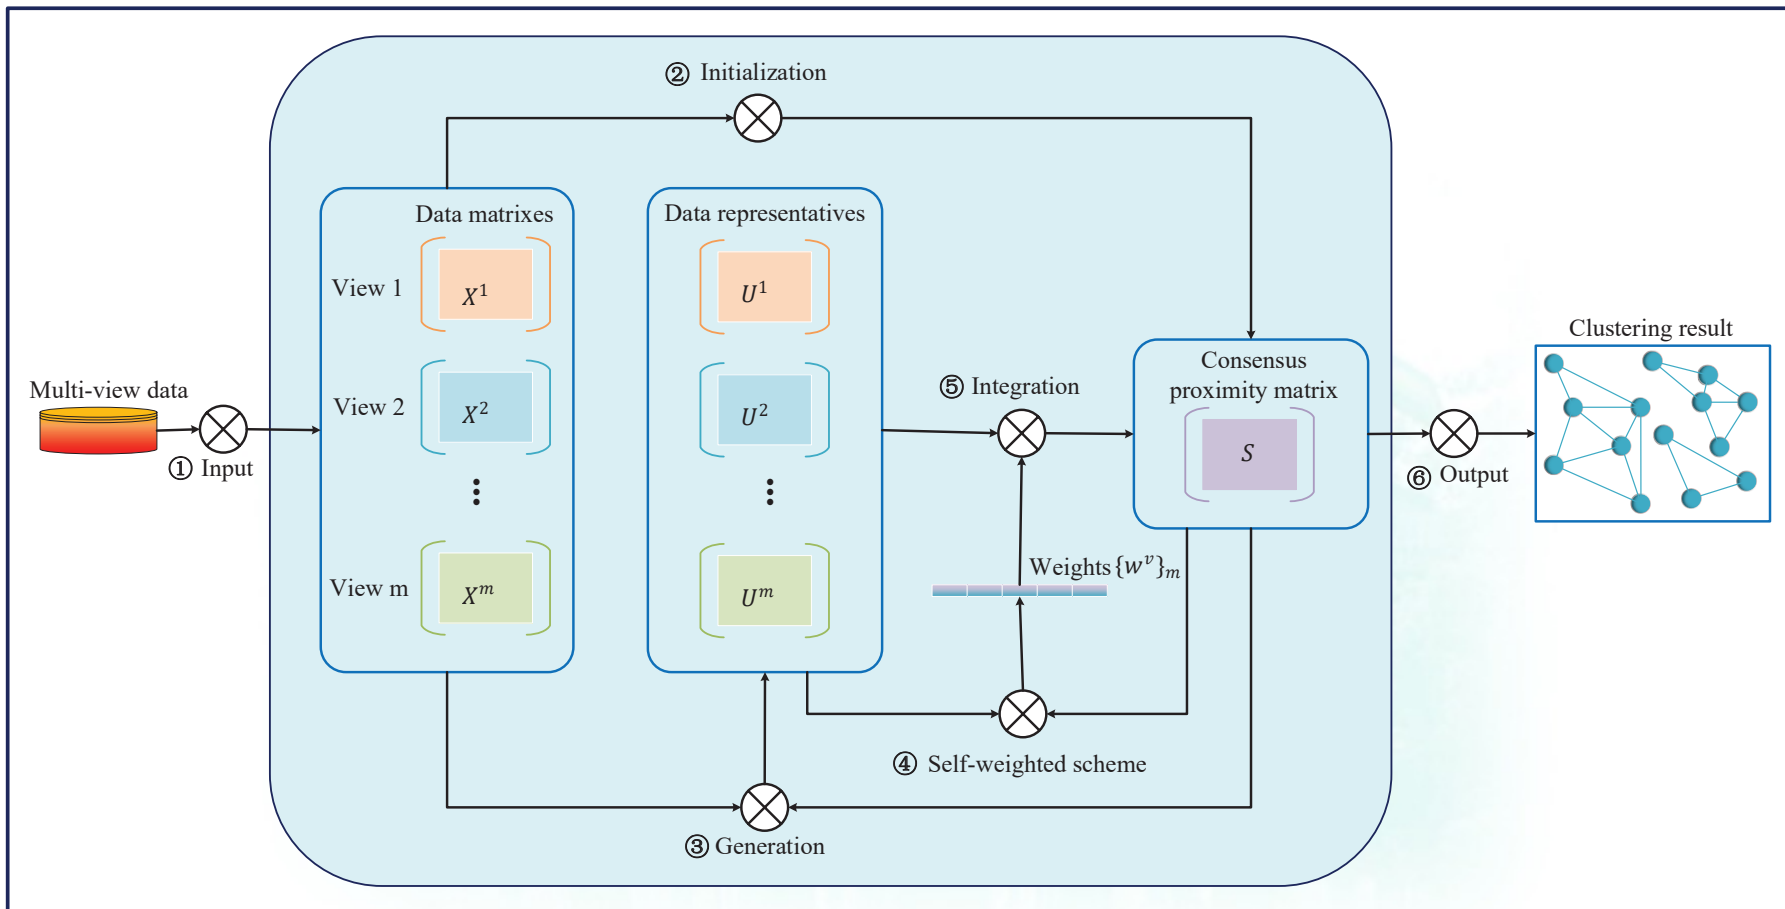 ② Initialization
Data matrixes
Data representatives
View 1
X¹
U¹
Clustering result
Multi-view data
View 2
X²
U²
⑤ Integration
Consensus
proximity matrix
S
① Input
⑥ Output
⋮
⋮
Weights {wᵛ}ₘ
View m
Xᵐ
Uᵐ
④ Self-weighted scheme
③ Generation